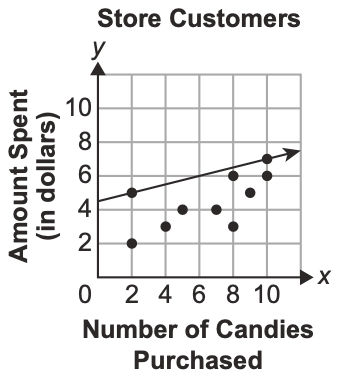 Store Customers
y
Amount Spent
(in dollars)
10
8
6
4
2
0 2 4 6 8 10
x
Number of Candies
Purchased